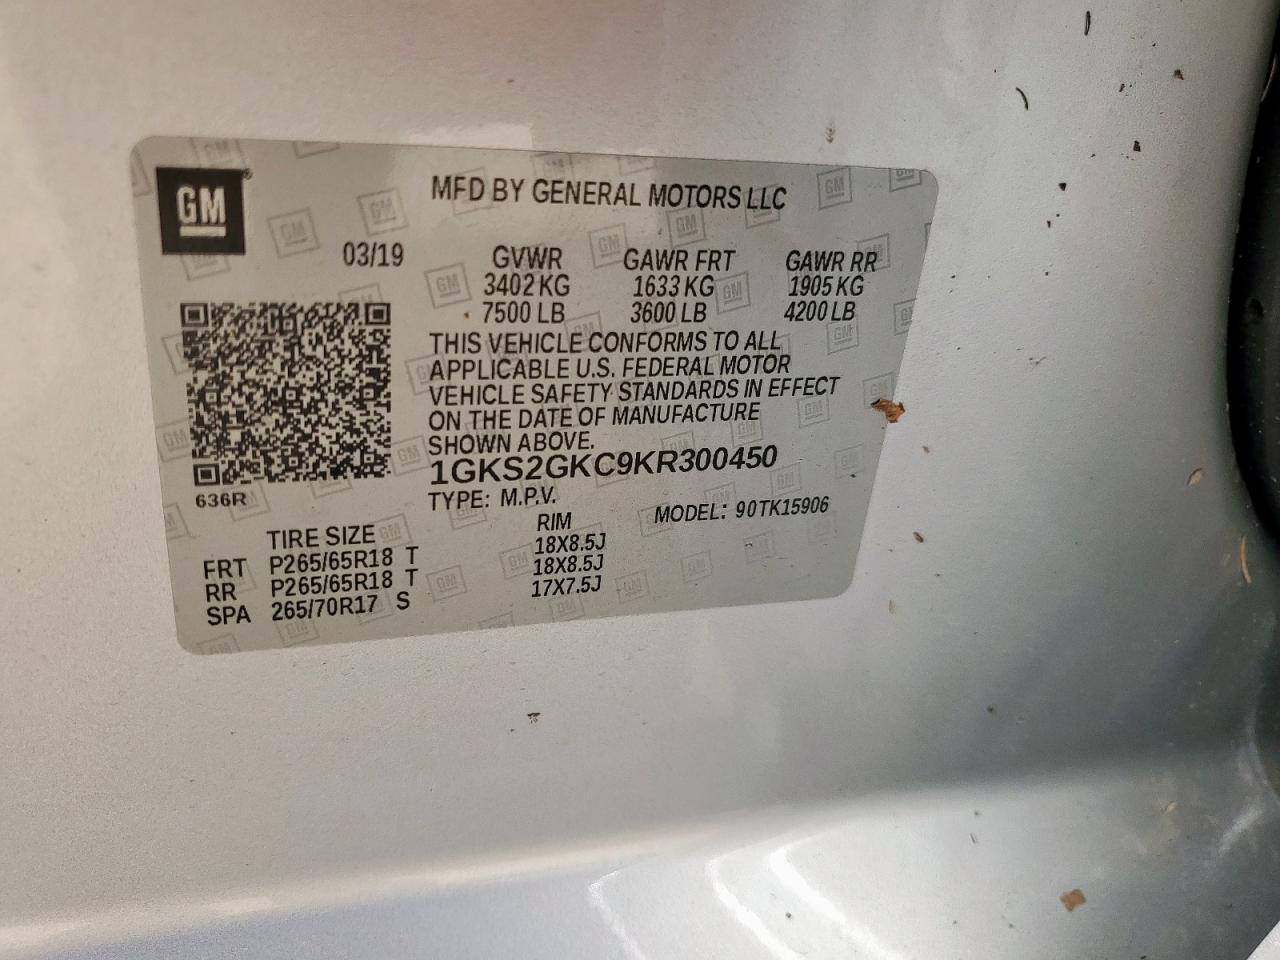 GM®
MFD BY GENERAL MOTORS LLC
03/19
GVWR GAWR FRT GAWR RR
3402 KG 1633 KG 1905 KG
7500 LB 3600 LB 4200 LB
THIS VEHICLE CONFORMS TO ALL
APPLICABLE U.S. FEDERAL MOTOR
VEHICLE SAFETY STANDARDS IN EFFECT
ON THE DATE OF MANUFACTURE
SHOWN ABOVE.
1GKS2GKC9KR300450
636R
TYPE: M.P.V. MODEL: 90TK15906
TIRE SIZE RIM
FRT P265/65R18 T 18X8.5J
RR P265/65R18 T 18X8.5J
SPA 265/70R17 S 17X7.5J